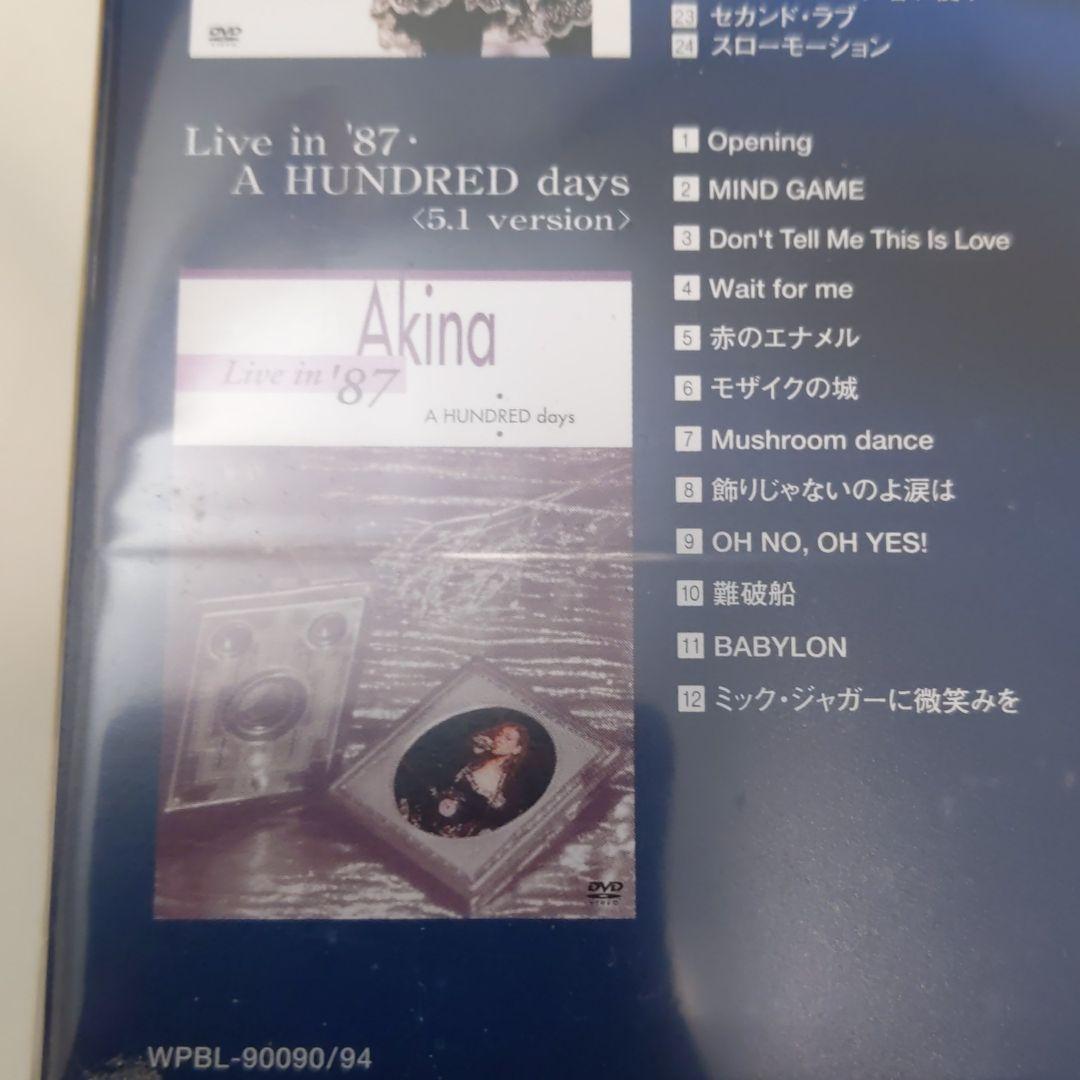 DVD
VIDEO
23 セカンド・ラブ
24 スローモーション
Live in '87・
A HUNDRED days
<5.1 version>
Akina
Live in '87
A HUNDRED days
DVD
VIDEO
1 Opening
2 MIND GAME
3 Don't Tell Me This Is Love
4 Wait for me
5 赤のエナメル
6 モザイクの城
7 Mushroom dance
8 飾りじゃないのよ涙は
9 OH NO, OH YES!
10 難破船
11 BABYLON
12 ミック・ジャガーに微笑みを
WPBL-90090/94